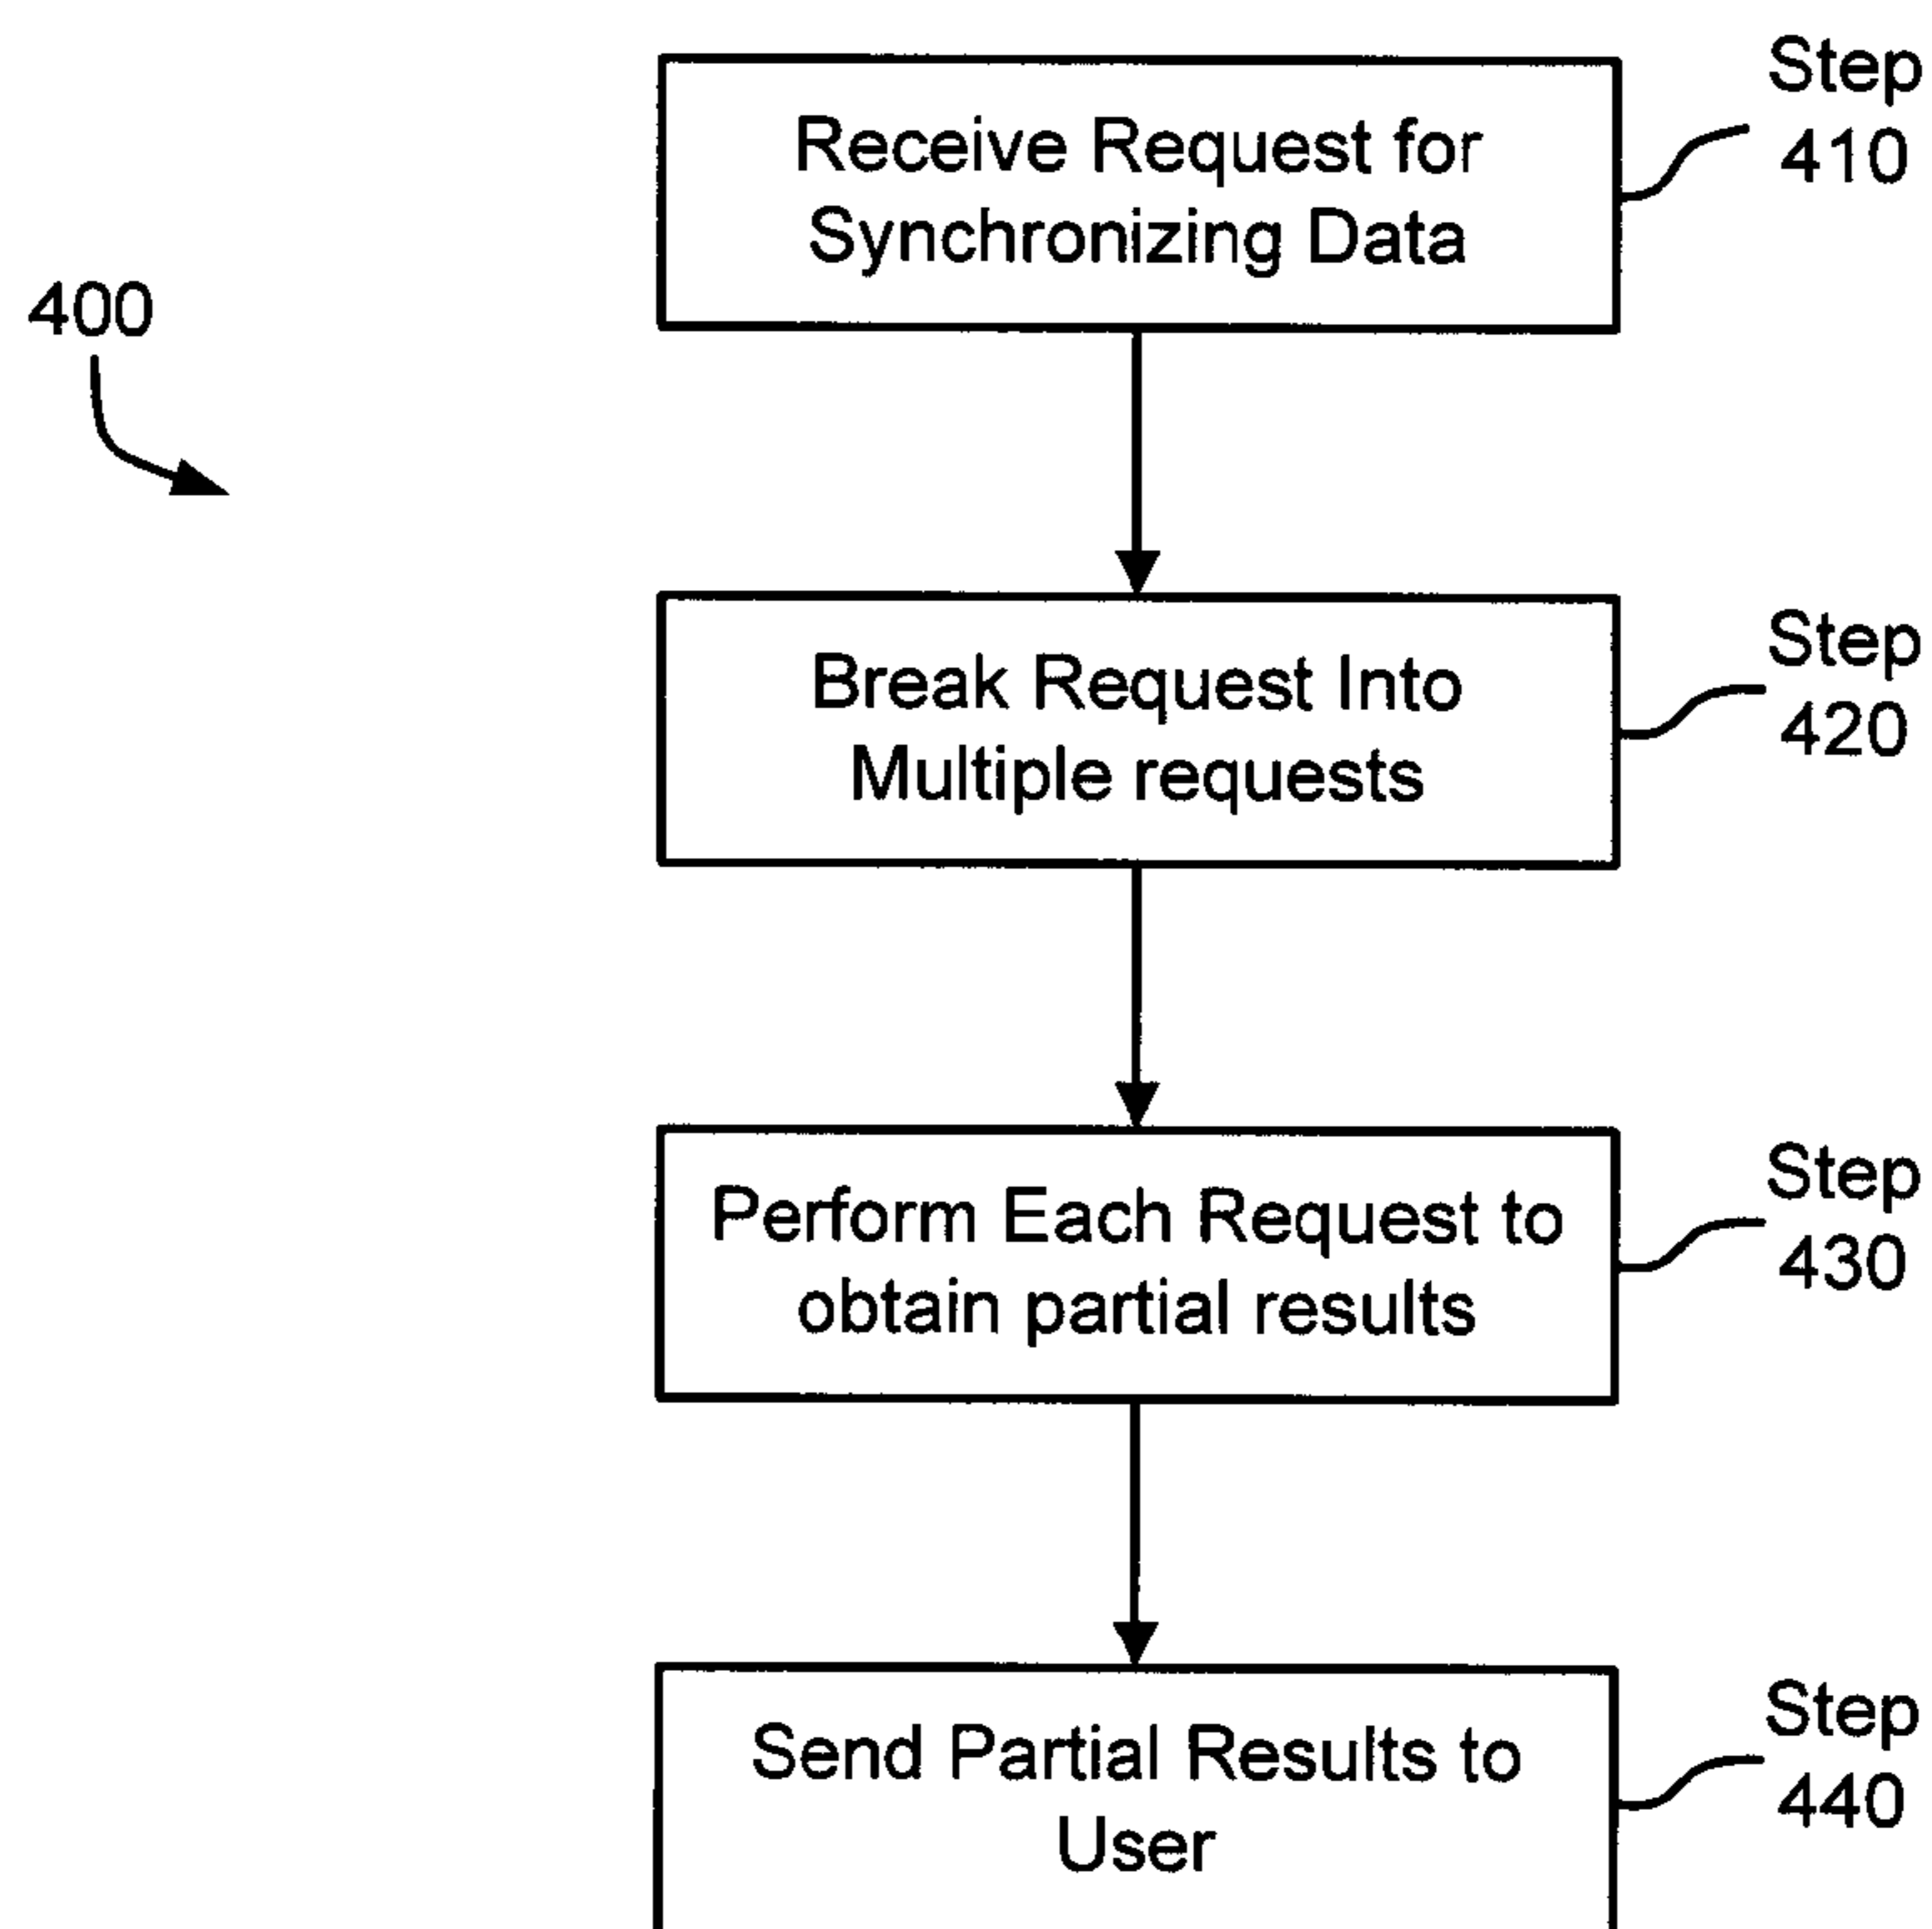 Receive Request for
Synchronizing Data
Step
410
400
Break Request Into
Multiple requests
Step
420
Perform Each Request to
obtain partial results
Step
430
Send Partial Results to
User
Step
440